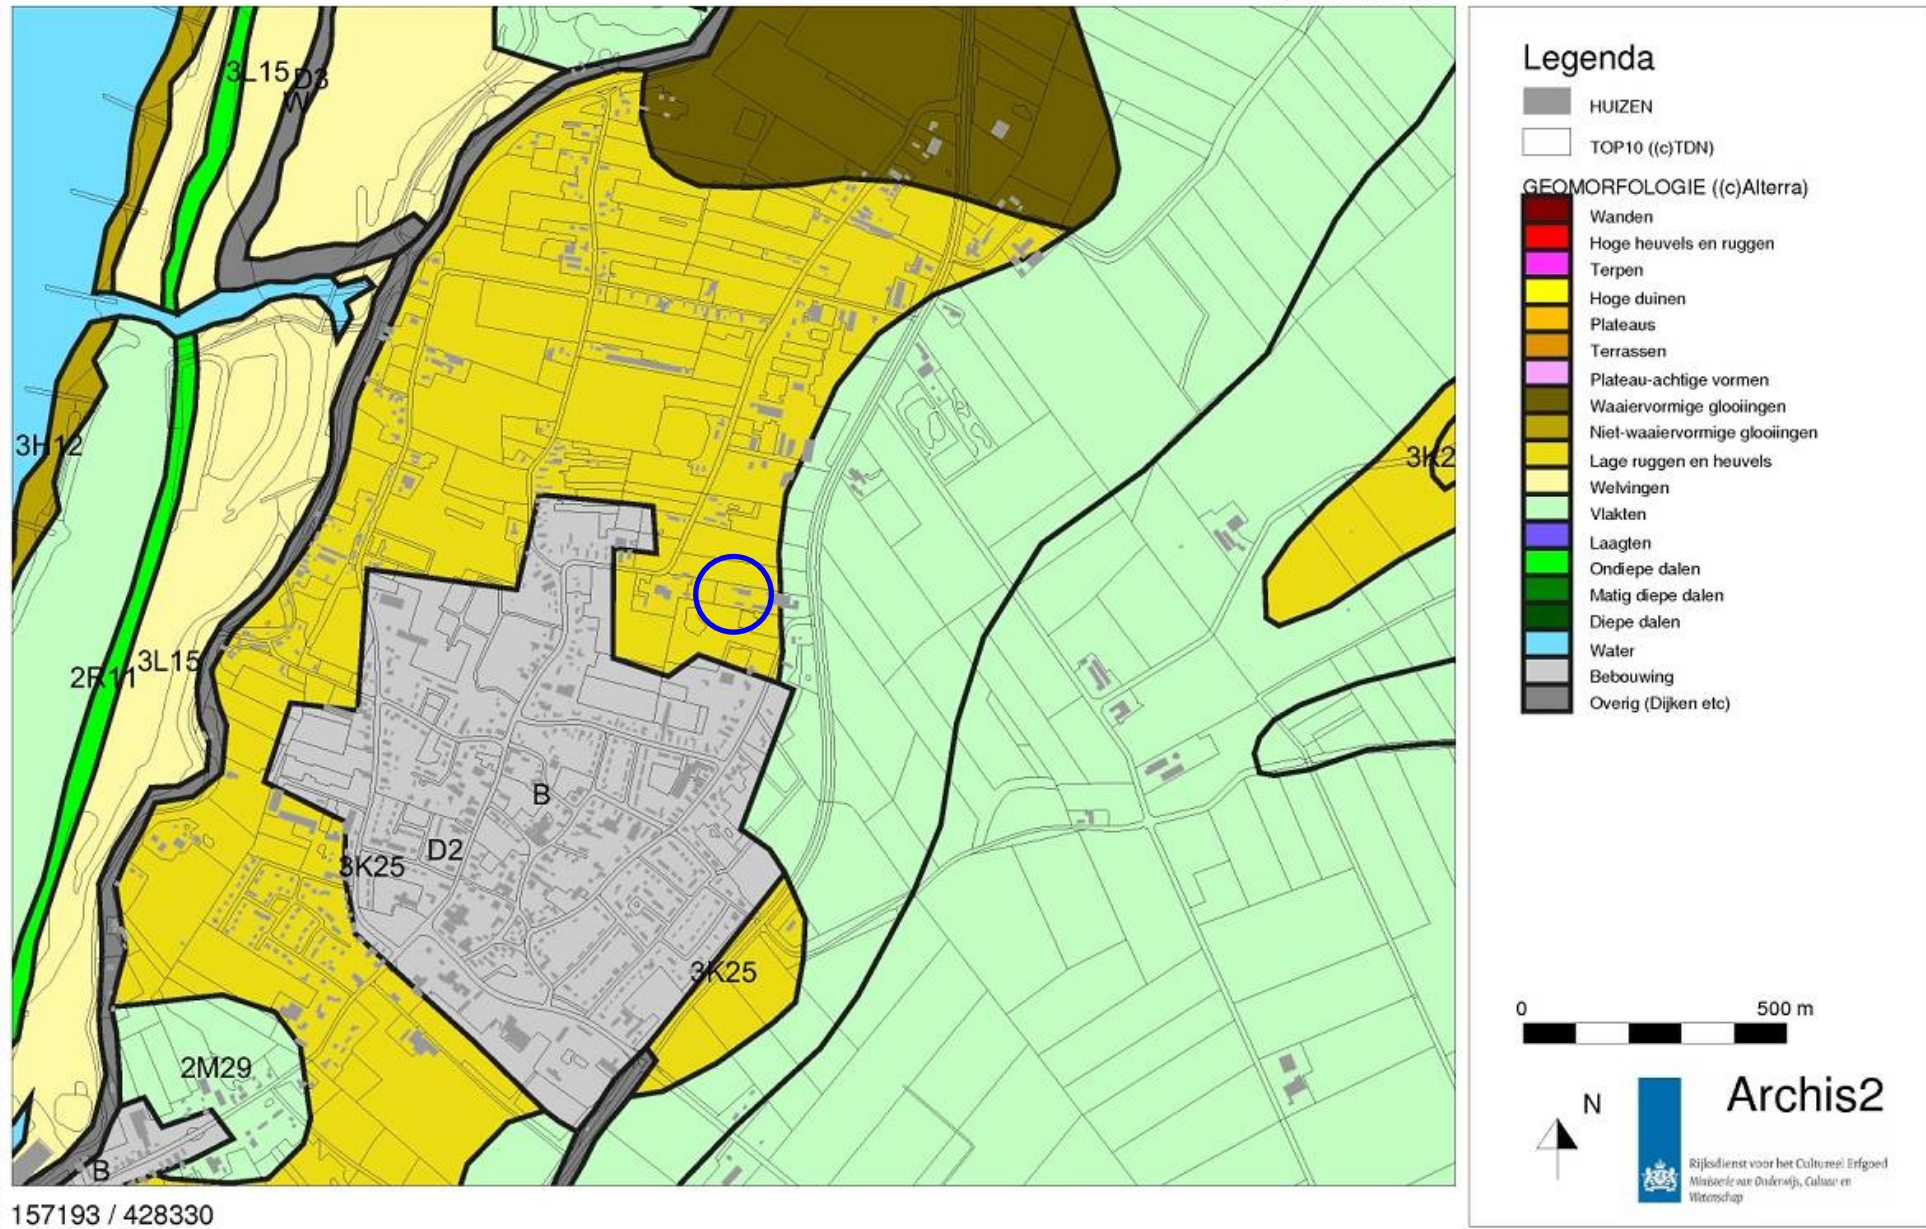 3L15
D3
W
3H12
3K2
2R11
3L15
B
D2
3K25
3K25
2M29
B
157193 / 428330
Legenda
HUIZEN
TOP10 ((c)TDN)
GEOMORFOLOGIE ((c)Alterra)
Wanden
Hoge heuvels en ruggen
Terpen
Hoge duinen
Plateaus
Terrassen
Plateau-achtige vormen
Waaiervormige glooiingen
Niet-waaiervormige glooiingen
Lage ruggen en heuvels
Welvingen
Vlakten
Laagten
Ondiepe dalen
Matig diepe dalen
Diepe dalen
Water
Bebouwing
Overig (Dijken etc)
0 500 m
N
Archis2
Rijksdienst voor het Cultureel Erfgoed
Ministerie van Onderwijs, Cultuur en
Wetenschap